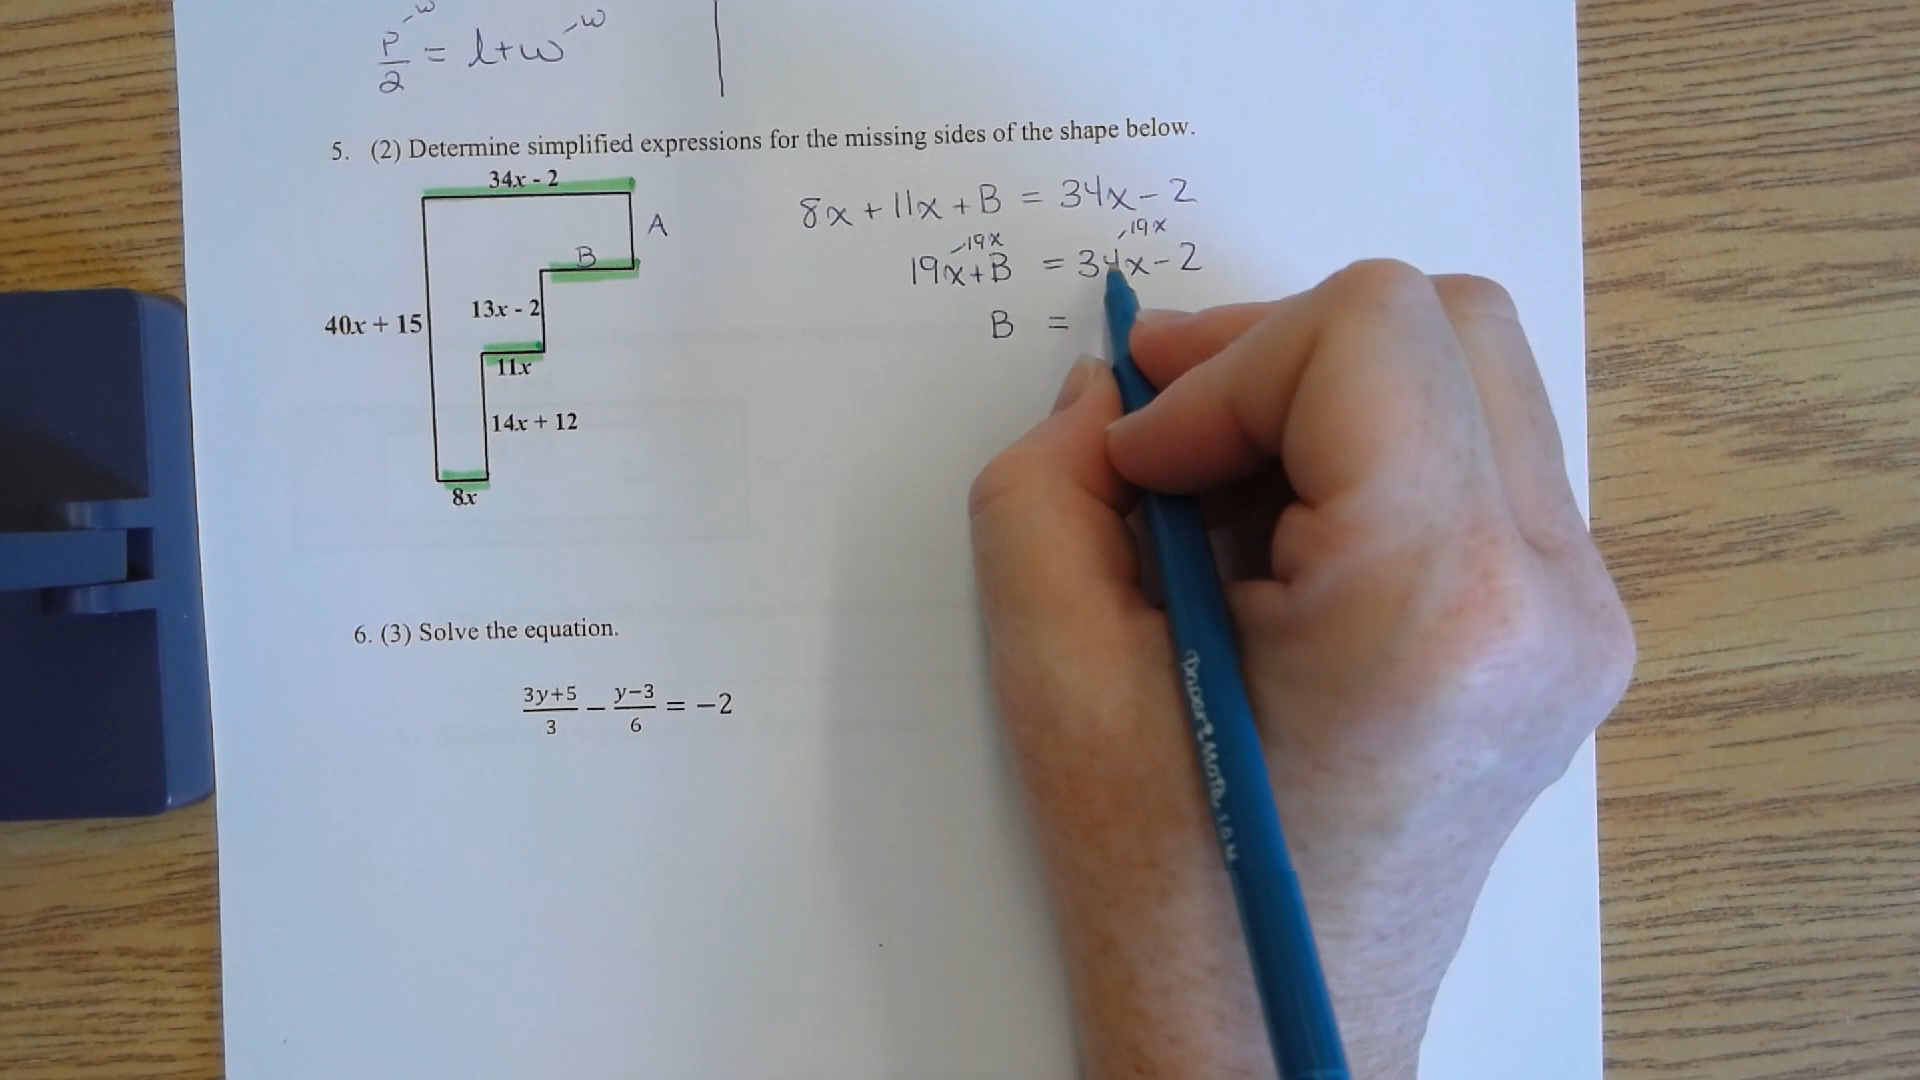 -w
P/2 = l+w -w
5. (2) Determine simplified expressions for the missing sides of the shape below.
34x - 2
A
B
13x - 2
40x + 15
11x
14x + 12
8x
8x + 11x + B = 34x - 2
-19x -19x
19x+B = 34x-2
B =
6. (3) Solve the equation.
3y+5/3 − y−3/6 = −2